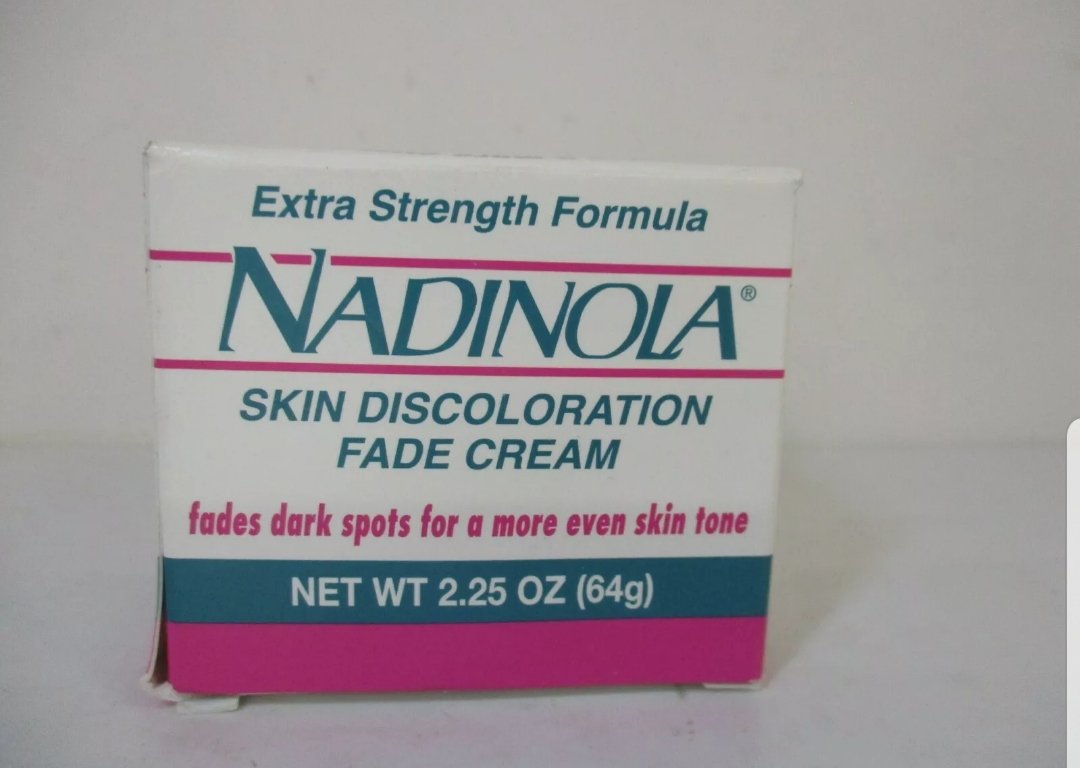 Extra Strength Formula
NADINOLA®
SKIN DISCOLORATION
FADE CREAM
fades dark spots for a more even skin tone
NET WT 2.25 OZ (64g)